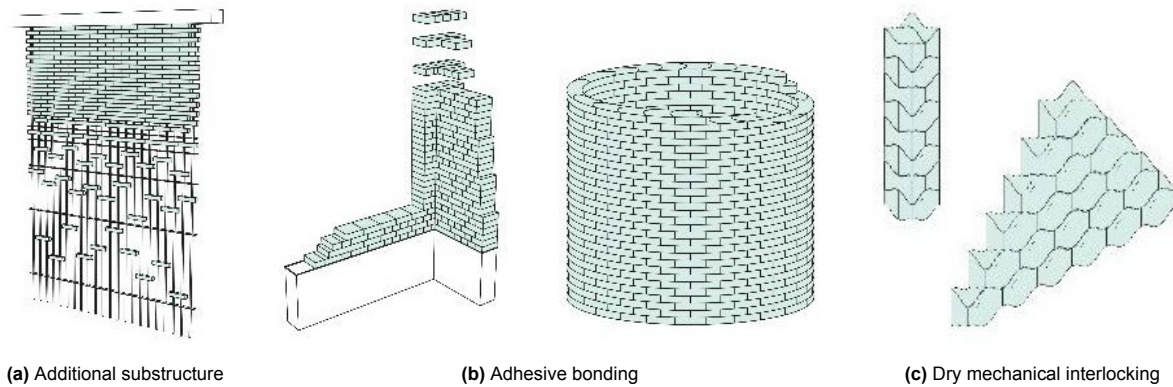 (a) Additional substructure
(b) Adhesive bonding
(c) Dry mechanical interlocking